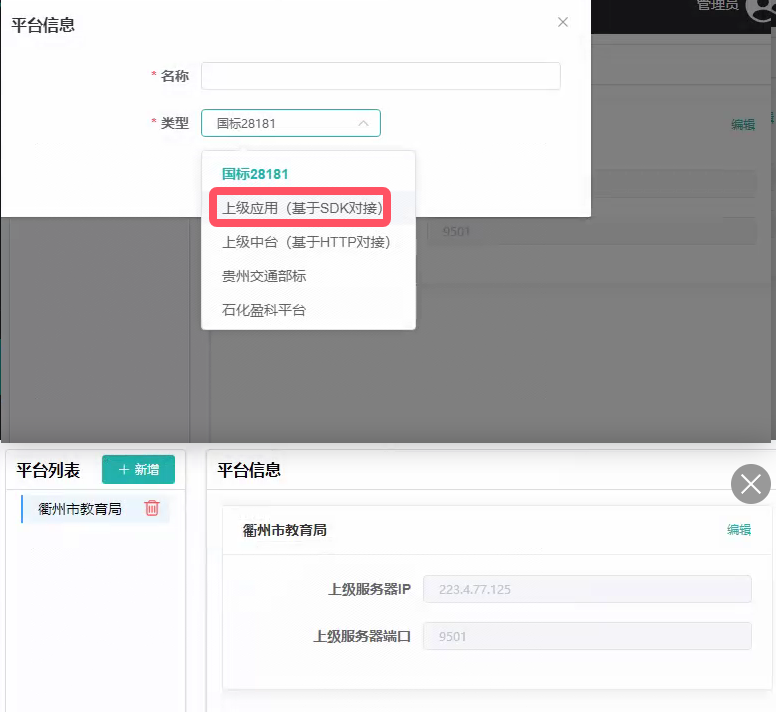 管理员
平台信息
* 名称
* 类型 国标28181
编辑
国标28181
上级应用（基于SDK对接）
9501
上级中台（基于HTTP对接）
贵州交通部标
石化盈科平台
平台列表
+ 新增
平台信息
衢州市教育局
衢州市教育局
编辑
上级服务器IP 223.4.77.125
上级服务器端口 9501